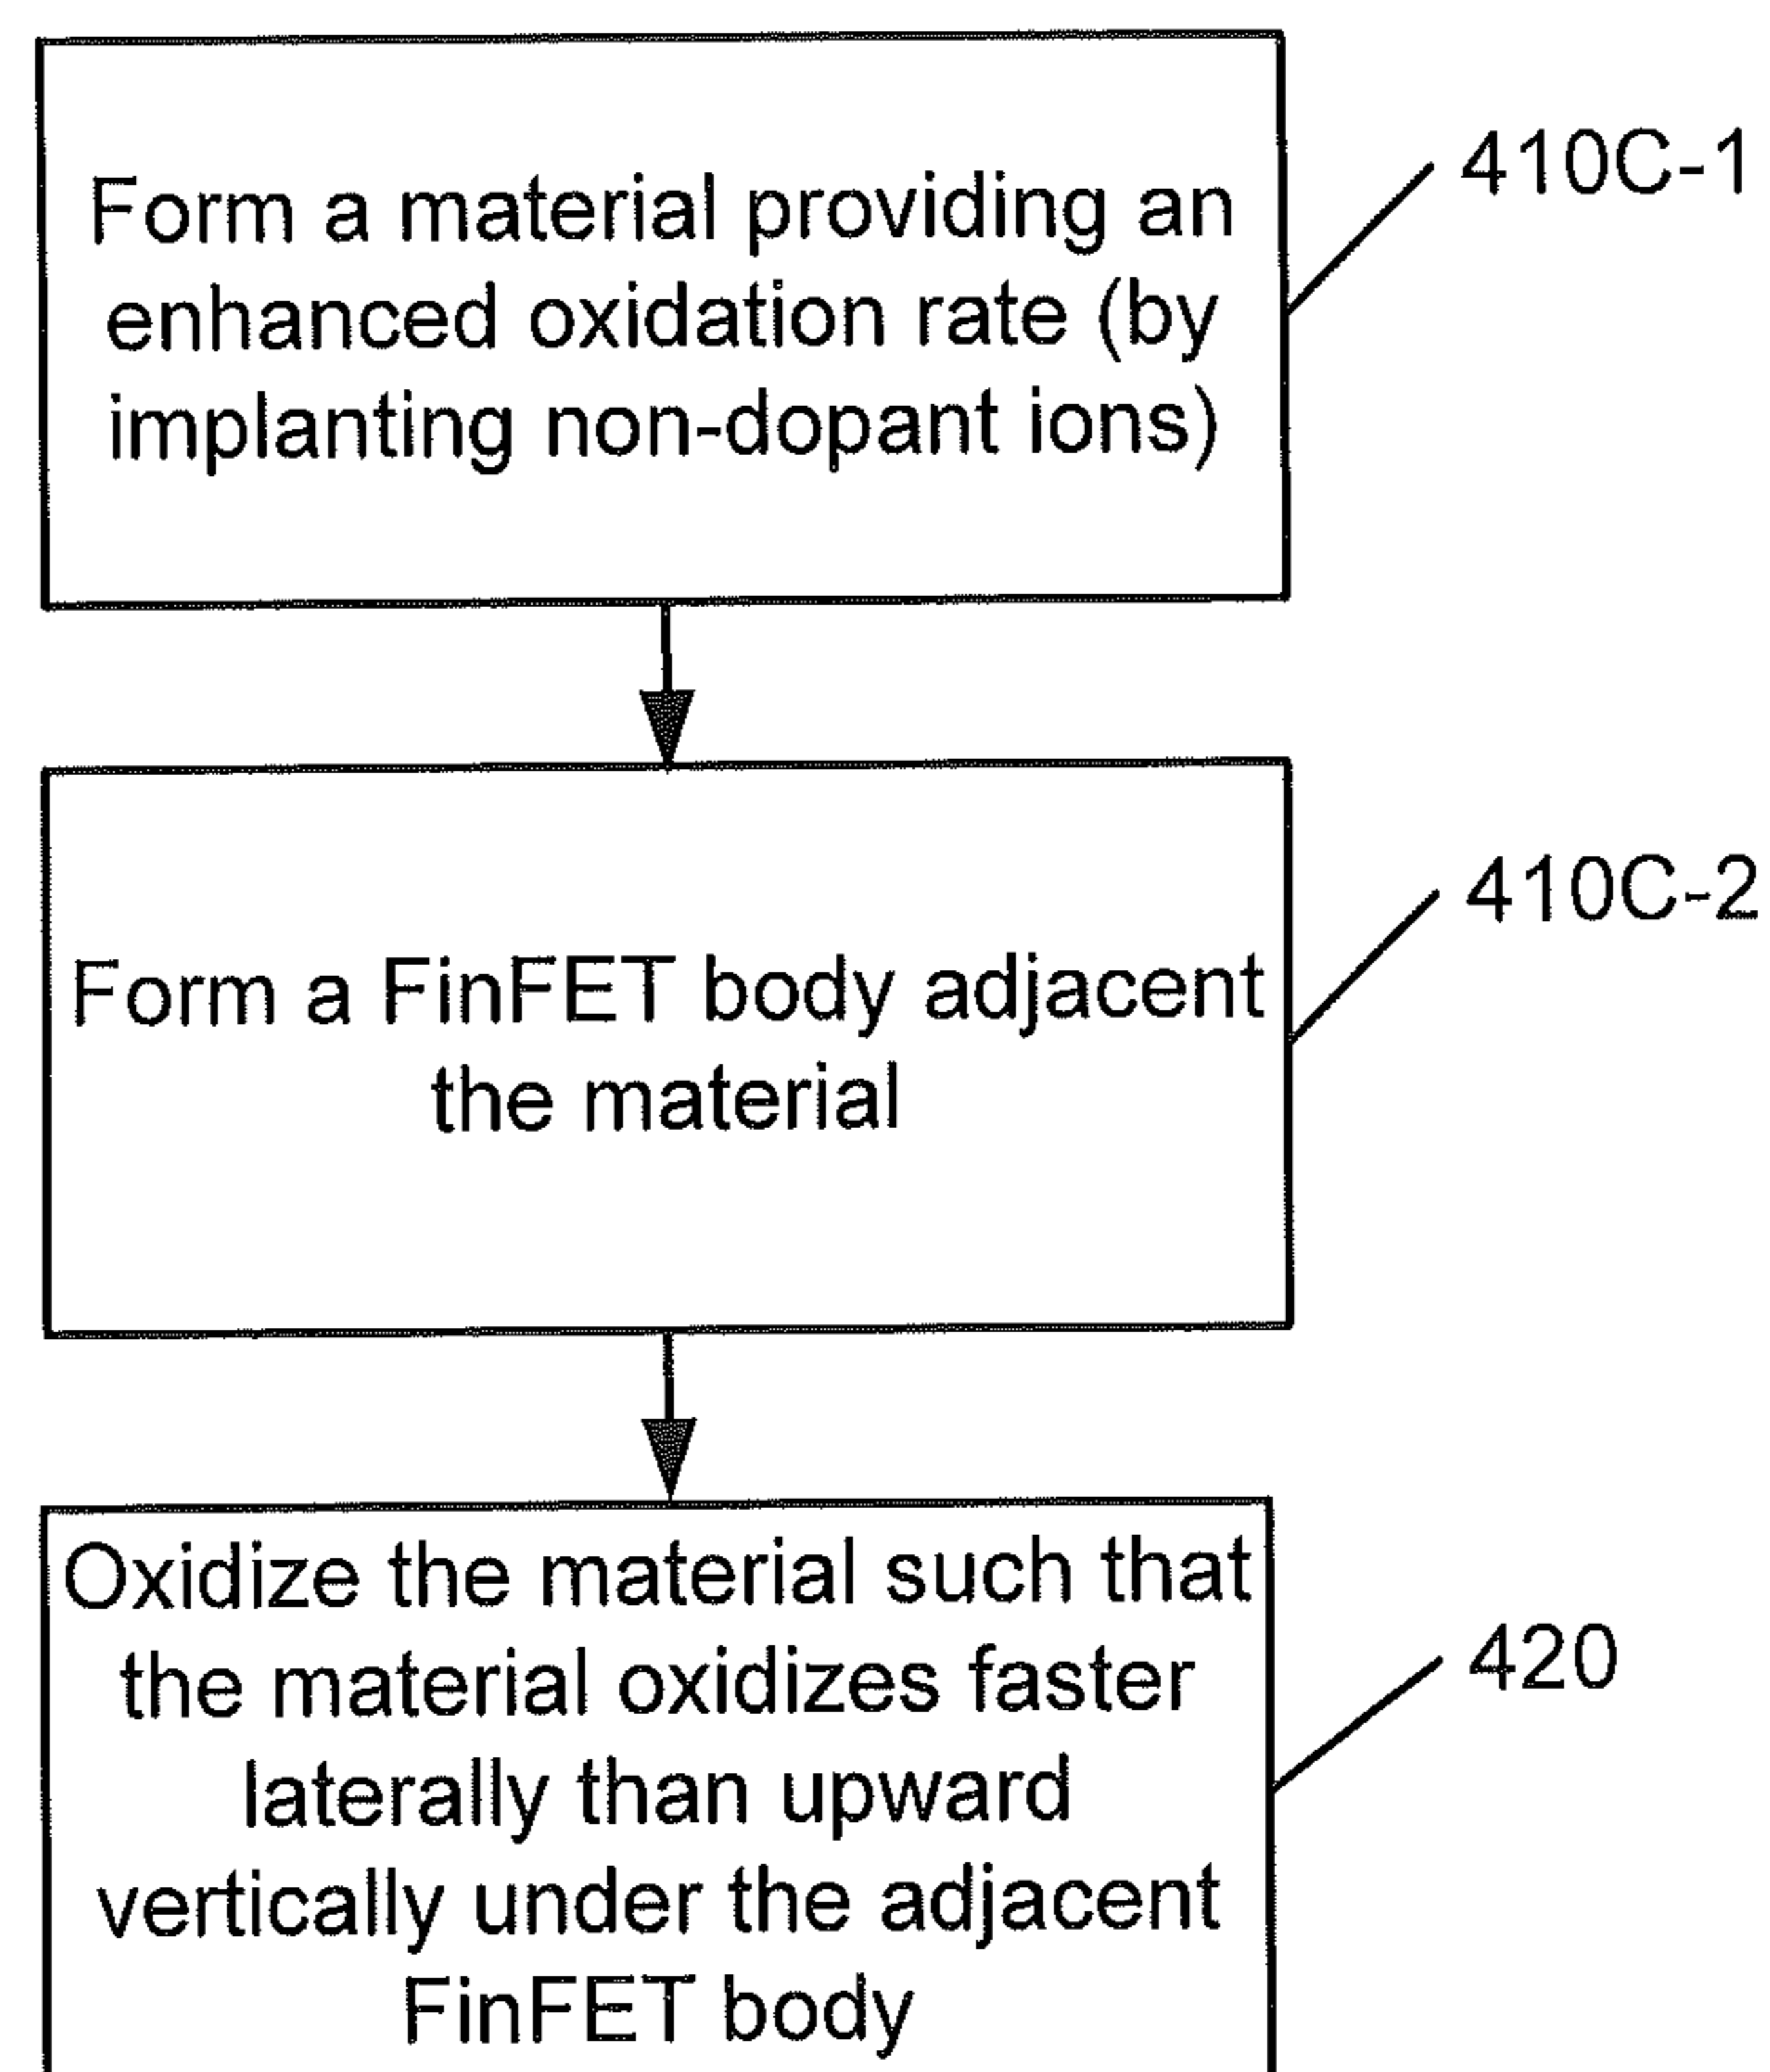 Form a material providing an
enhanced oxidation rate (by
implanting non-dopant ions)
410C-1
Form a FinFET body adjacent
the material
410C-2
Oxidize the material such that
the material oxidizes faster
laterally than upward
vertically under the adjacent
FinFET body
420